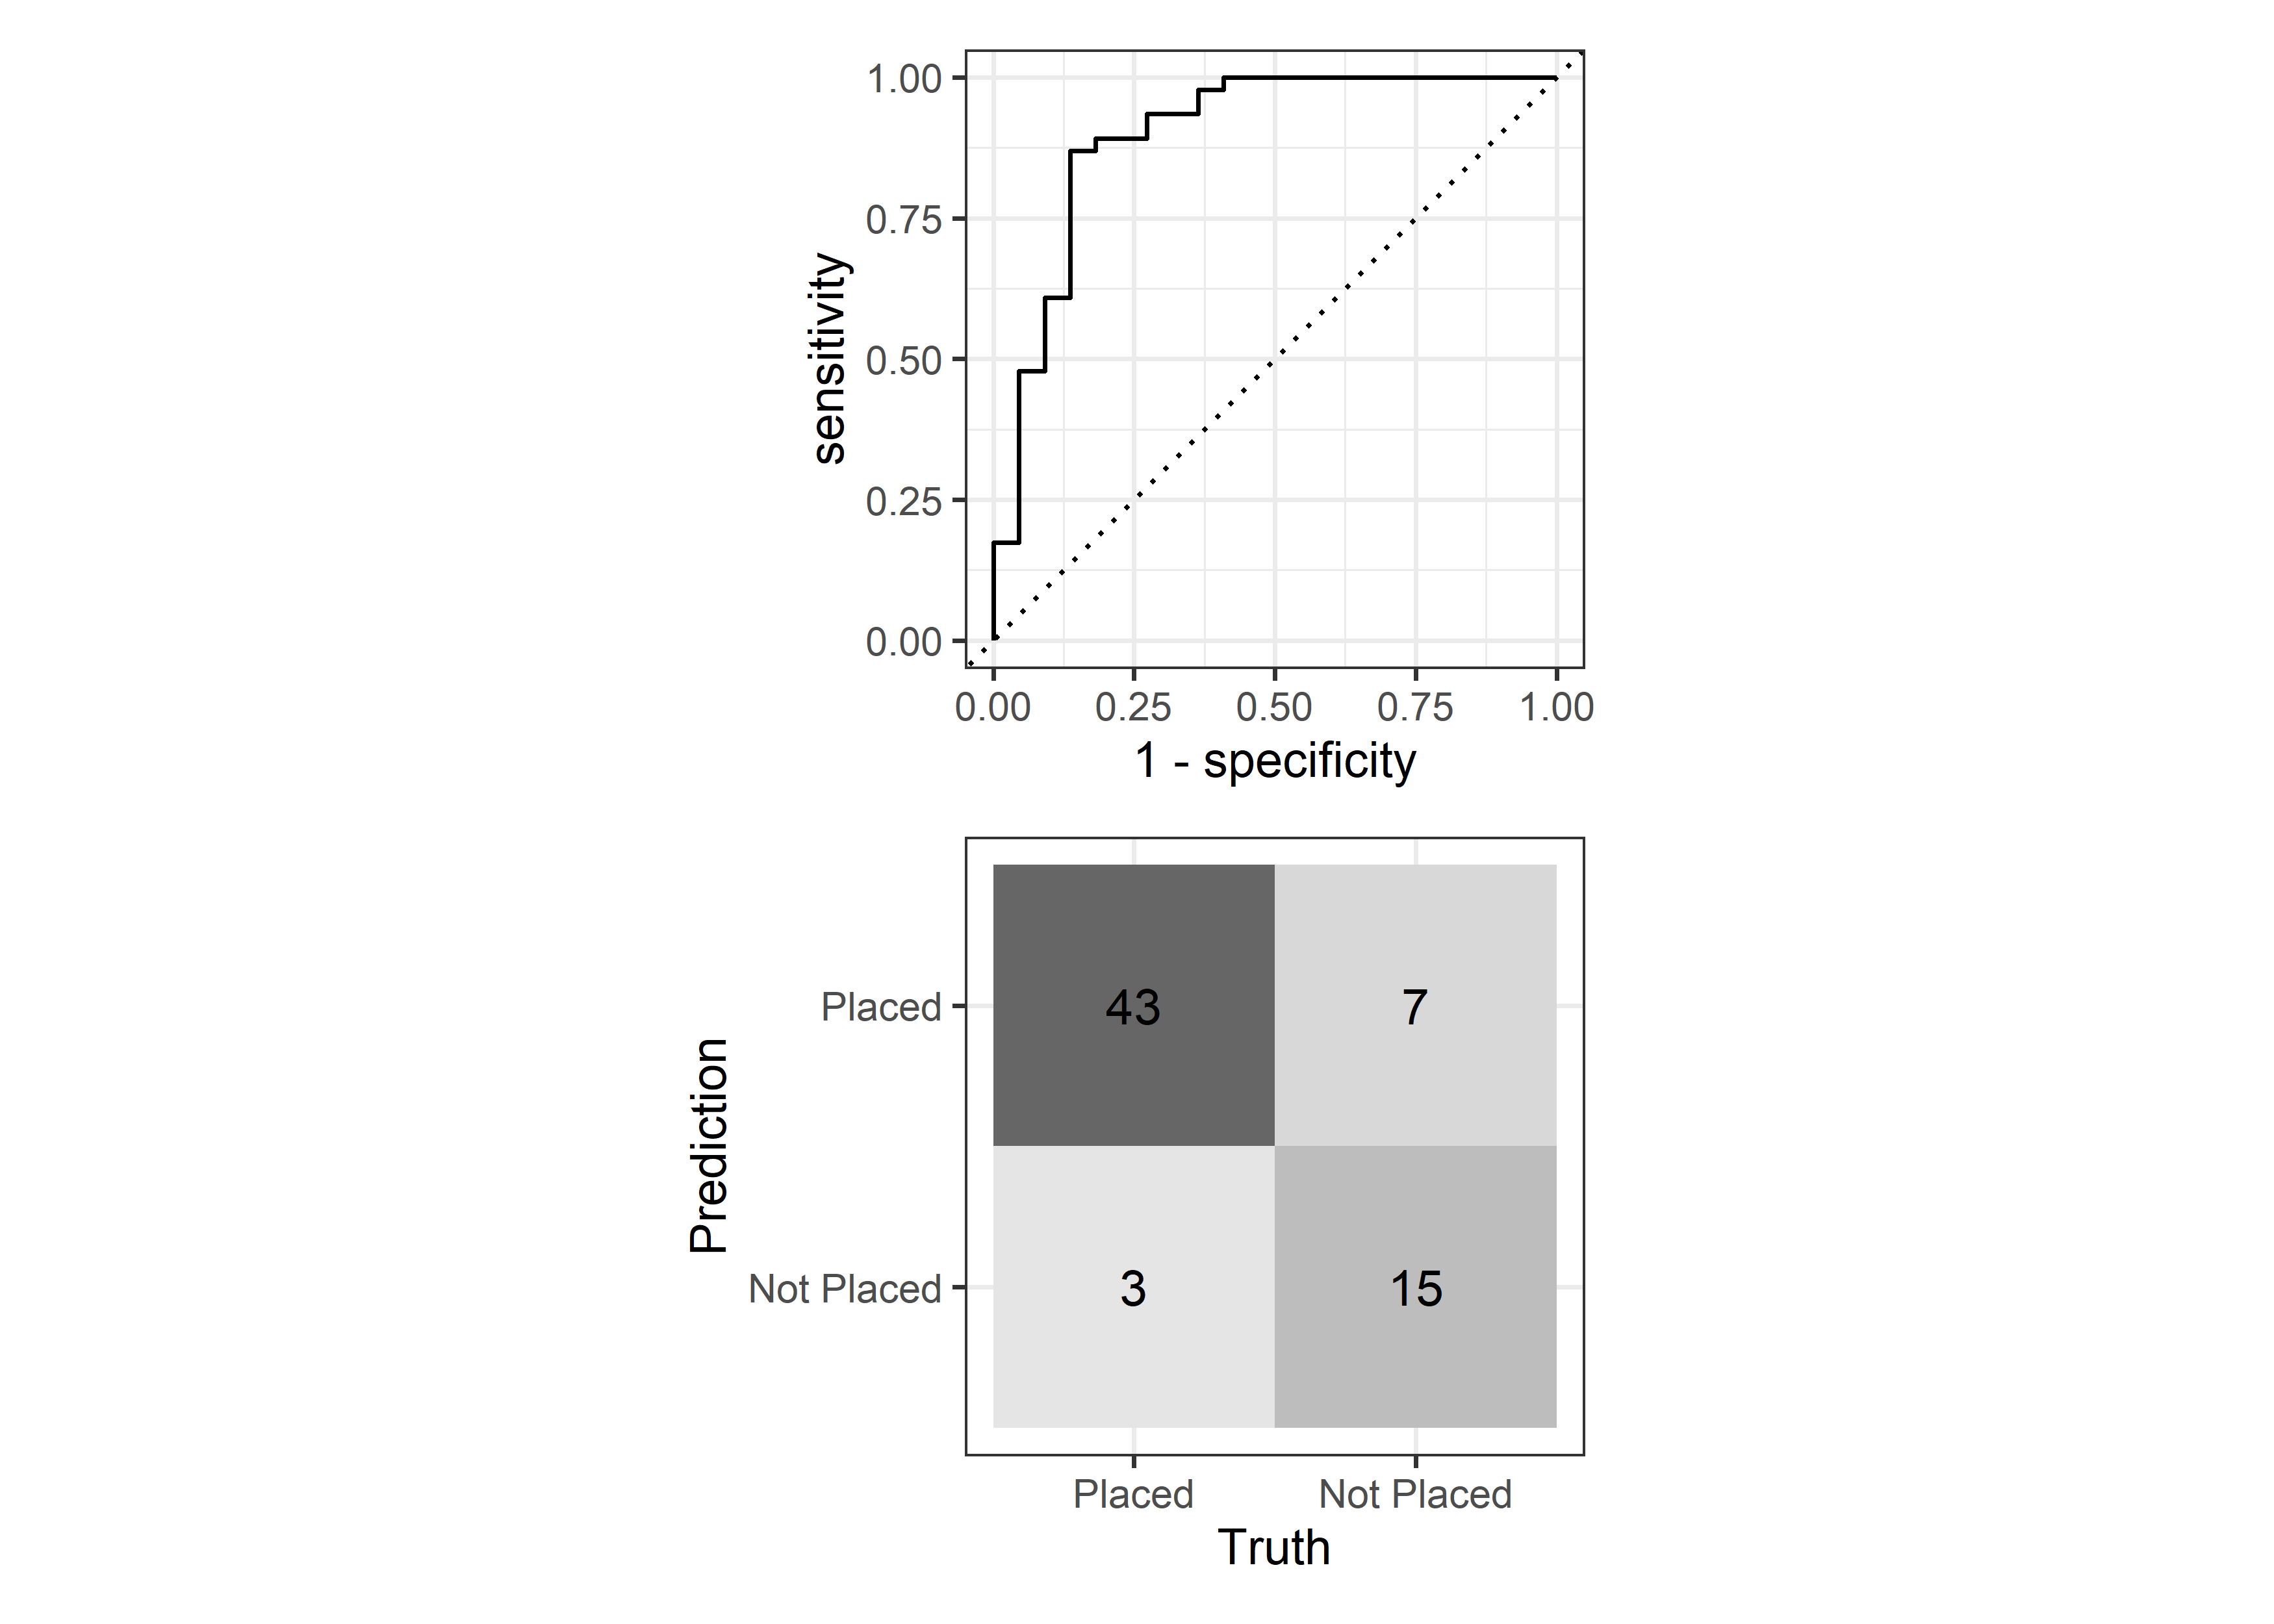 1.00
0.75
0.50
0.25
0.00
sensitivity
0.00 0.25 0.50 0.75 1.00
1 - specificity
43 7
Placed
Prediction
3 15
Not Placed
Placed Not Placed
Truth